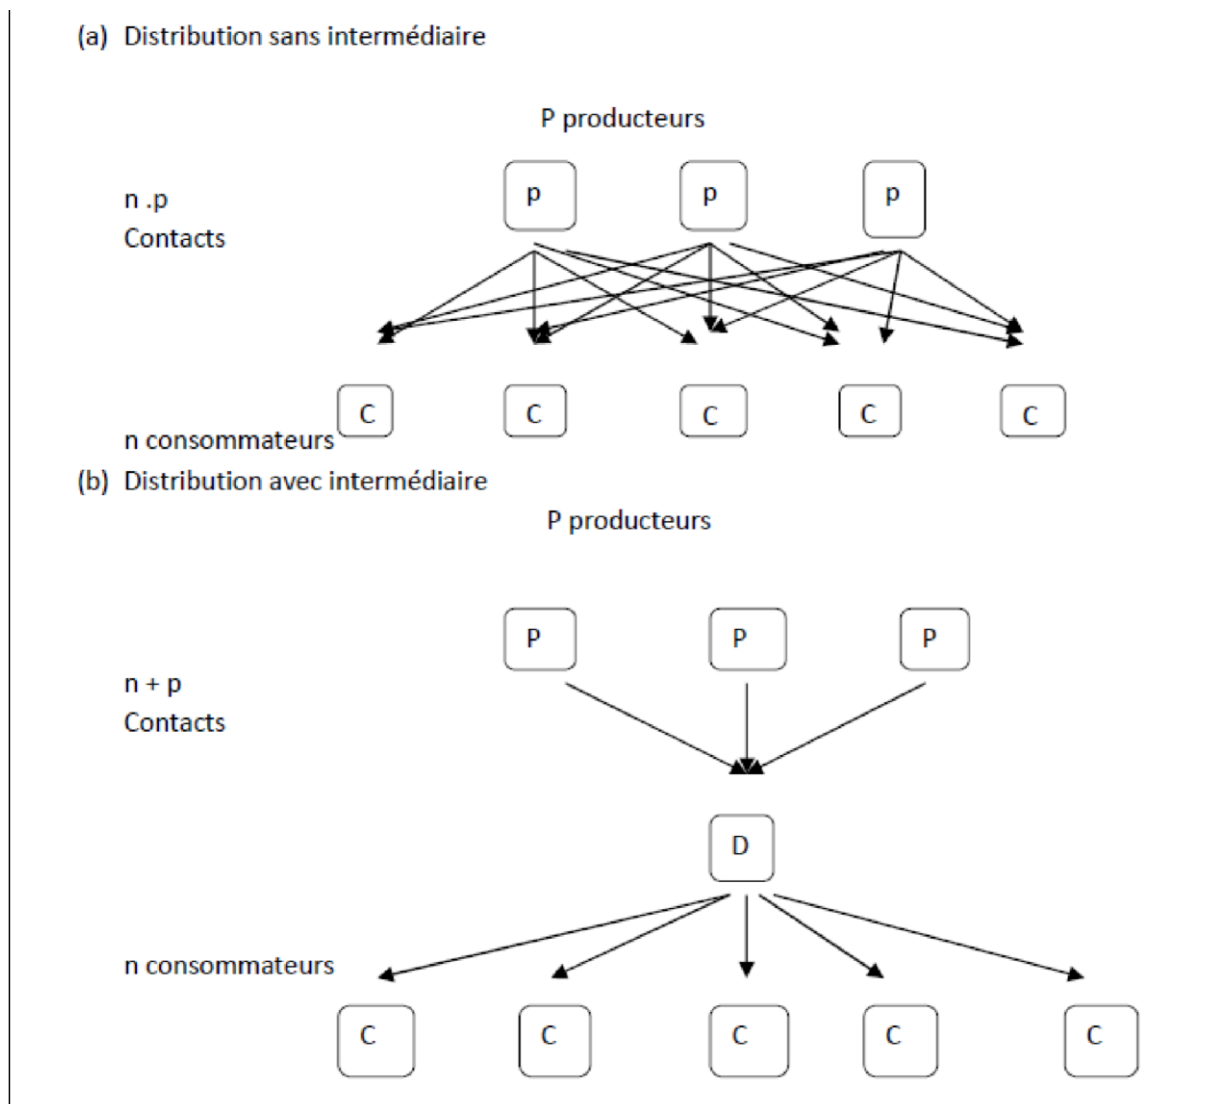 (a) Distribution sans intermédiaire
P producteurs
p p p
n .p
Contacts
C C C C C
n consommateurs
(b) Distribution avec intermédiaire
P producteurs
P P P
n + p
Contacts
D
n consommateurs
C C C C C